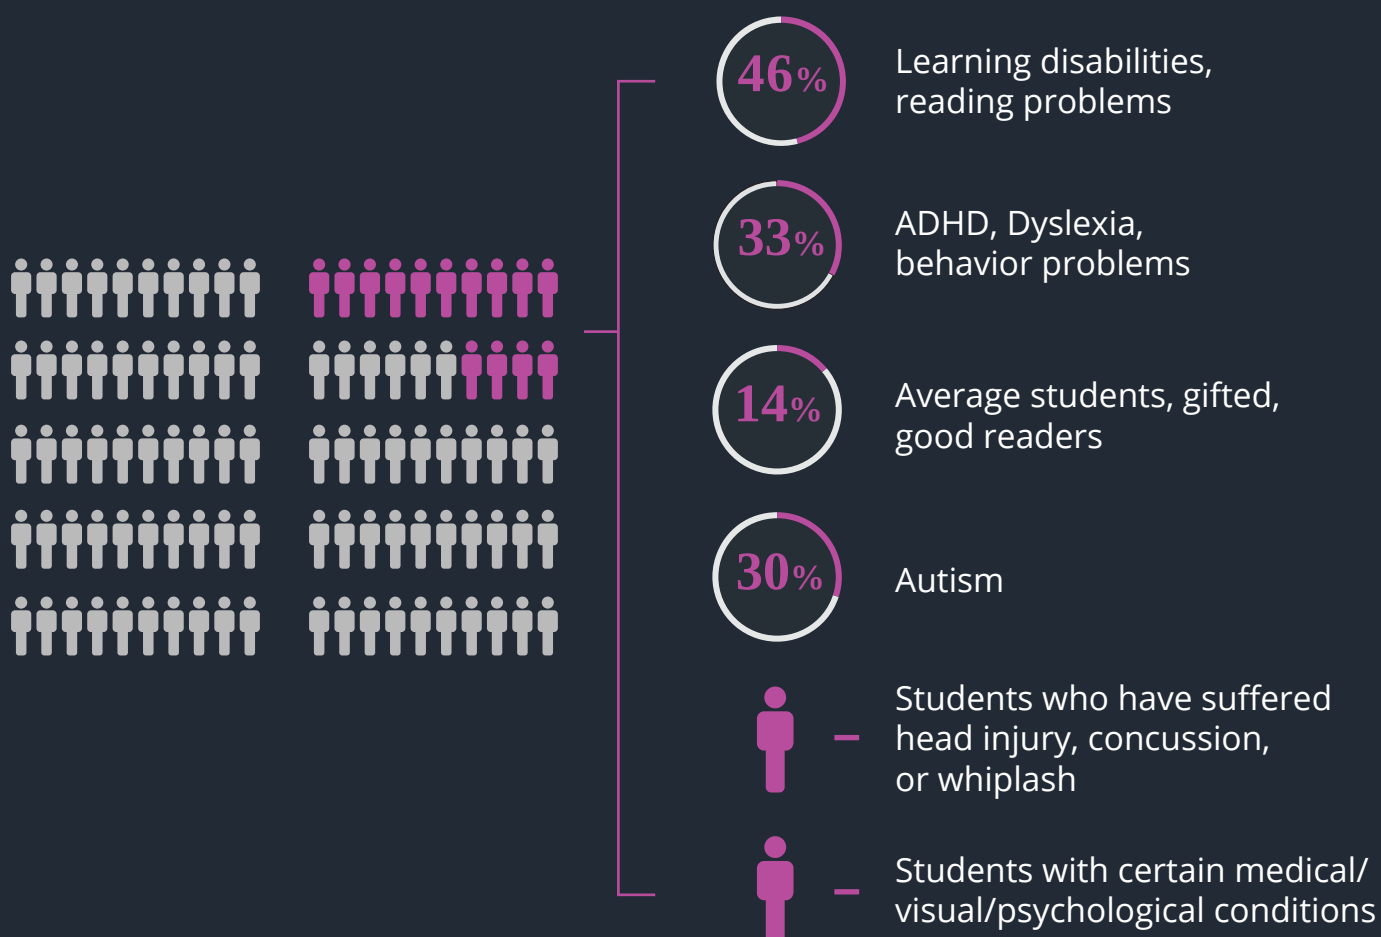 46%
Learning disabilities,
reading problems
33%
ADHD, Dyslexia,
behavior problems
14%
Average students, gifted,
good readers
30%
Autism
Students who have suffered
head injury, concussion,
or whiplash
Students with certain medical/
visual/psychological conditions